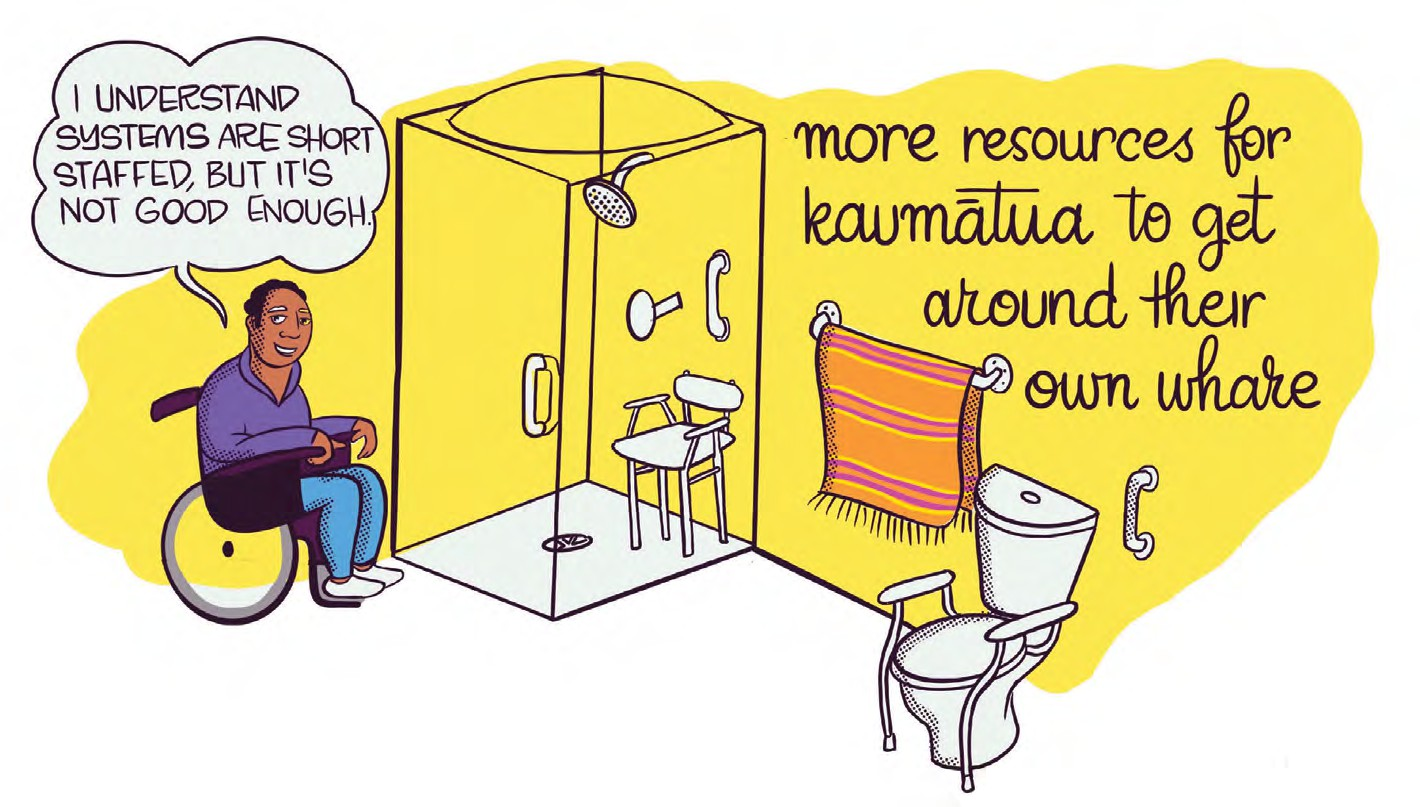 I UNDERSTAND
SYSTEMS ARE SHORT
STAFFED, BUT IT'S
NOT GOOD ENOUGH.
more resources for
kaumātua to get
around their
own whare